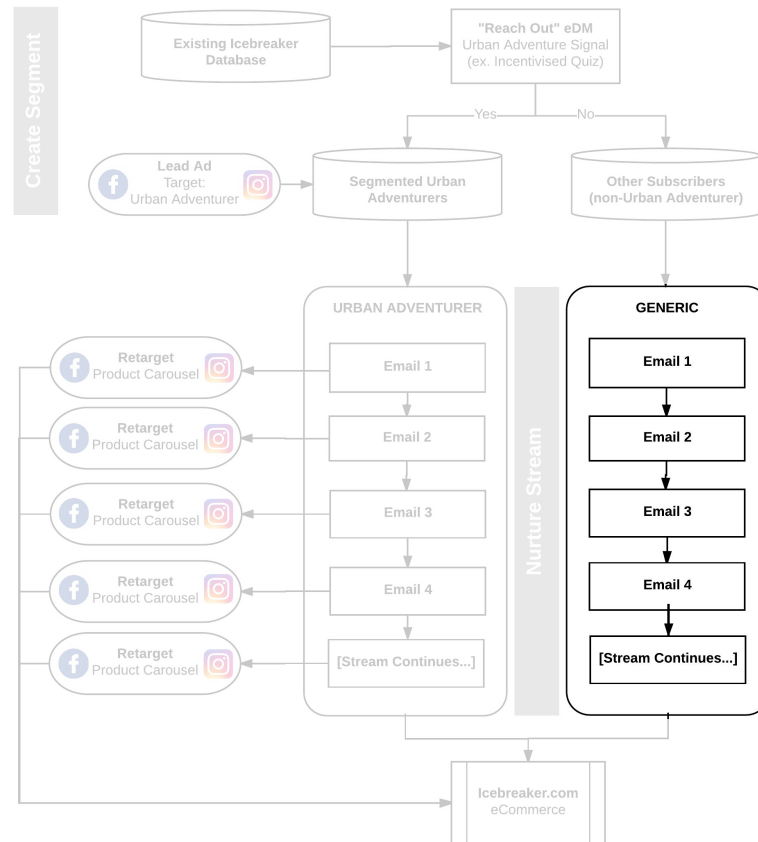 Create Segment
Existing Icebreaker
Database
"Reach Out" eDM
Urban Adventure Signal
(ex. Incentivised Quiz)
Yes
No
Lead Ad
Target:
Urban Adventurer
Segmented Urban
Adventurers
Other Subscribers
(non-Urban Adventurer)
URBAN ADVENTURER
Email 1
Email 2
Email 3
Email 4
[Stream Continues...]
Retarget
Product Carousel
Retarget
Product Carousel
Retarget
Product Carousel
Retarget
Product Carousel
Retarget
Product Carousel
Nurture Stream
GENERIC
Email 1
Email 2
Email 3
Email 4
[Stream Continues...]
Icebreaker.com
eCommerce